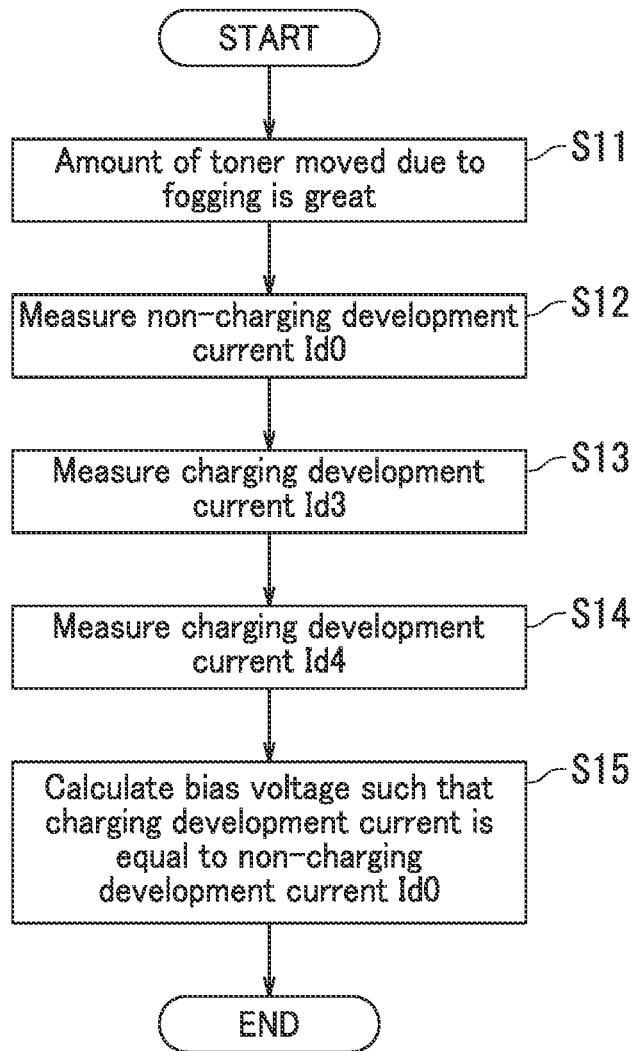 START
S11
Amount of toner moved due to
fogging is great
S12
Measure non-charging development
current Id0
S13
Measure charging development
current Id3
S14
Measure charging development
current Id4
S15
Calculate bias voltage such that
charging development current is
equal to non-charging
development current Id0
END